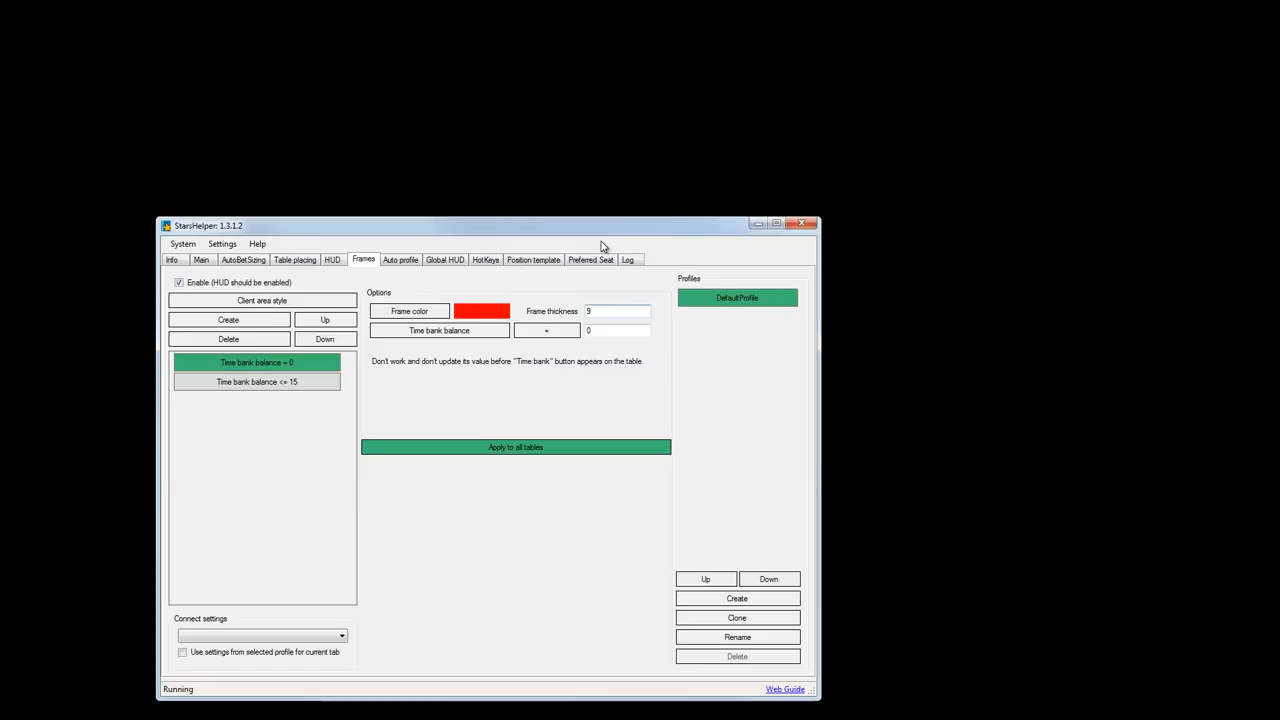 StarsHelper: 1.3.1.2
System Settings Help
Info Main AutoBetSizing Table placing HUD Frames Auto profile Global HUD HotKeys Position template Preferred Seat Log
Enable (HUD should be enabled)
Client area style
Create Up
Delete Down
Time bank balance = 0
Time bank balance <= 15
Connect settings
Use settings from selected profile for current tab
Options
Frame color Frame thickness 9
Time bank balance = 0
Don't work and don't update its value before "Time bank" button appears on the table.
Apply to all tables
Profiles
DefaultProfile
Up Down
Create
Clone
Rename
Delete
Running Web Guide